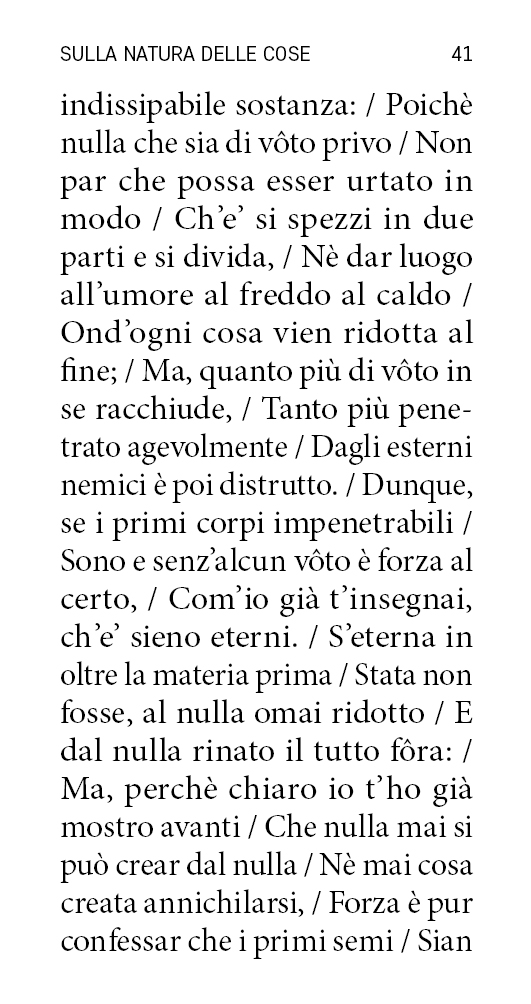 SULLA NATURA DELLE COSE 41
indissipabile sostanza: / Poichè
nulla che sia di vôto privo / Non
par che possa esser urtato in
modo / Ch’e’ si spezzi in due
parti e si divida, / Nè dar luogo
all’umore al freddo al caldo /
Ond’ogni cosa vien ridotta al
fine; / Ma, quanto più di vôto in
se racchiude, / Tanto più pene-
trato agevolmente / Dagli esterni
nemici è poi distrutto. / Dunque,
se i primi corpi impenetrabili /
Sono e senz’alcun vôto è forza al
certo, / Com’io già t’insegnai,
ch’e’ sieno eterni. / S’eterna in
oltre la materia prima / Stata non
fosse, al nulla omai ridotto / E
dal nulla rinato il tutto fôra: /
Ma, perchè chiaro io t’ho già
mostro avanti / Che nulla mai si
può crear dal nulla / Nè mai cosa
creata annichilarsi, / Forza è pur
confessar che i primi semi / Sian